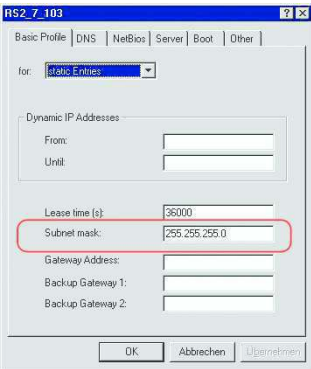 RS2_7_103
Basic Profile DNS NetBios Server Boot Other
for: static Entries
Dynamic IP Addresses
From:
Until:
Lease time (s): 36000
Subnet mask: 255.255.255.0
Gateway Address:
Backup Gateway 1:
Backup Gateway 2:
OK Abbrechen Übernehmen